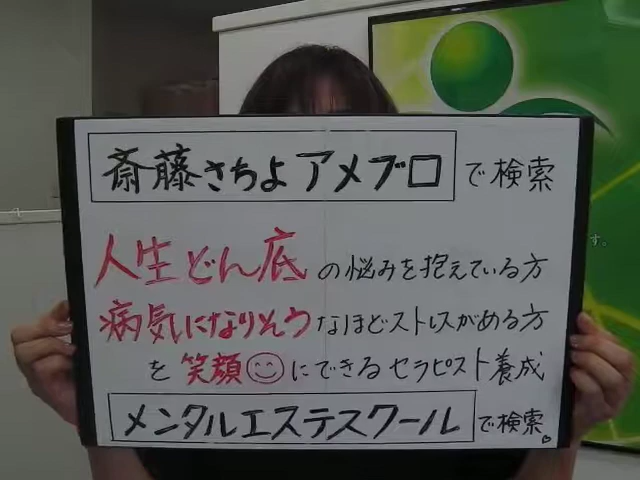 斎藤さちよアメブロで検索
人生どん底の悩みを抱えている方
病気になりそうなほどストレスがある方
を笑顔にできるセラピスト養成
メンタルエステスクールで検索
す。